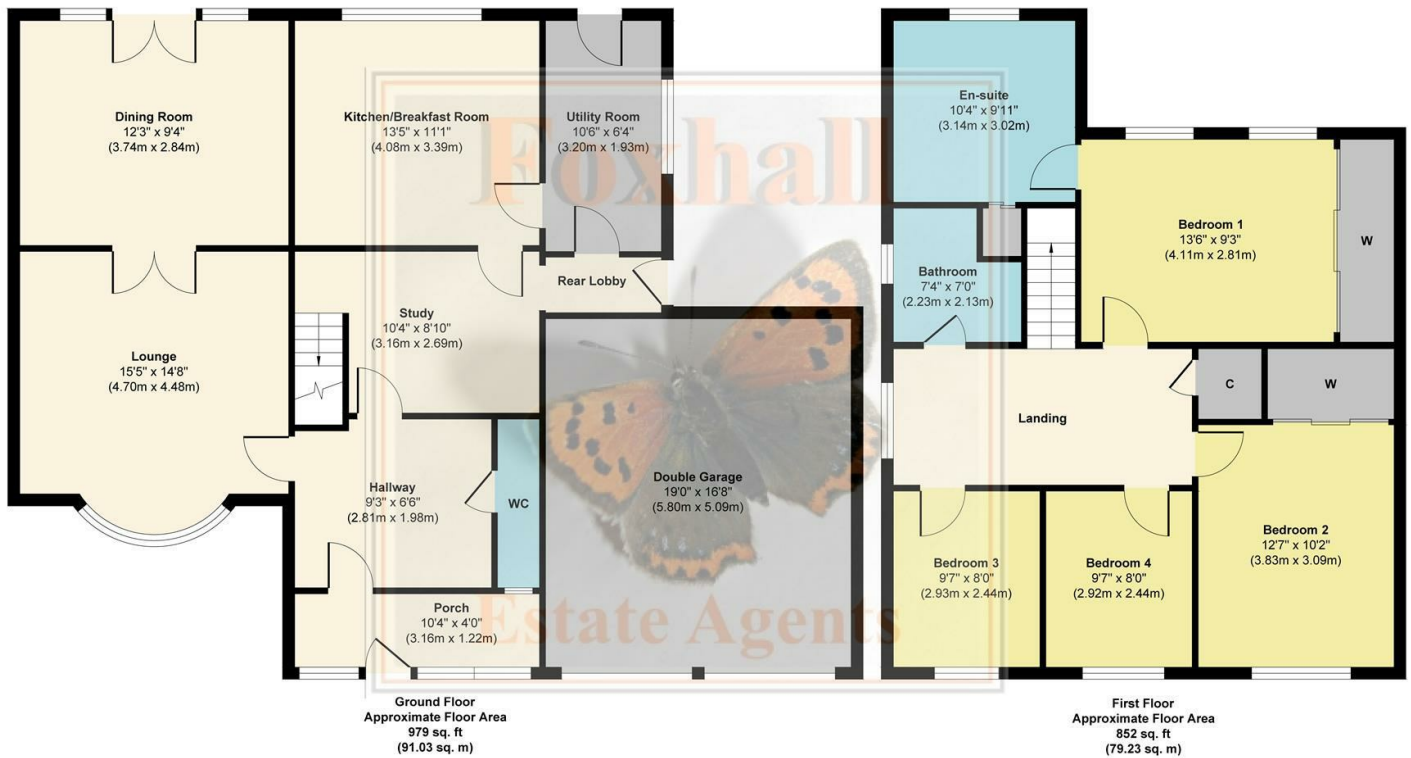 Dining Room
12'3" x 9'4"
(3.74m x 2.84m)
Kitchen/Breakfast Room
13'5" x 11'1"
(4.08m x 3.39m)
Utility Room
10'6" x 6'4"
(3.20m x 1.93m)
Foxhall
Rear Lobby
Study
10'4" x 8'10"
(3.16m x 2.69m)
Lounge
15'5" x 14'8"
(4.70m x 4.48m)
Hallway
9'3" x 6'6"
(2.81m x 1.98m)
WC
Double Garage
19'0" x 16'8"
(5.80m x 5.09m)
Porch
10'4" x 4'0"
(3.16m x 1.22m)
Estate Agents
Ground Floor
Approximate Floor Area
979 sq. ft
(91.03 sq. m)
En-suite
10'4" x 9'11"
(3.14m x 3.02m)
Bedroom 1
13'6" x 9'3"
(4.11m x 2.81m)
W
Bathroom
7'4" x 7'0"
(2.23m x 2.13m)
C
W
Landing
Bedroom 3
9'7" x 8'0"
(2.93m x 2.44m)
Bedroom 4
9'7" x 8'0"
(2.92m x 2.44m)
Bedroom 2
12'7" x 10'2"
(3.83m x 3.09m)
First Floor
Approximate Floor Area
852 sq. ft
(79.23 sq. m)